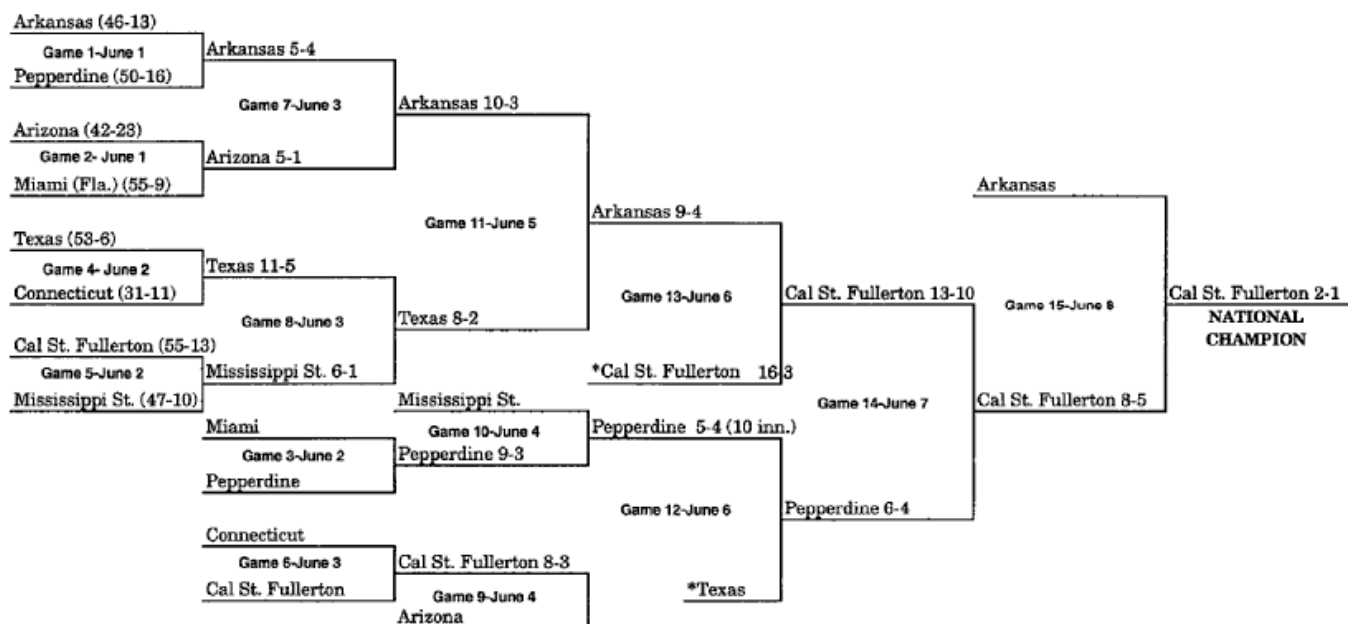 Arkansas (46-13)
Game 1-June 1
Pepperdine (50-16)
Arkansas 5-4
Game 7-June 3
Arkansas 10-3
Arizona (42-23)
Game 2- June 1
Miami (Fla.) (55-9)
Arizona 5-1
Game 11-June 5
Arkansas 9-4
Texas (53-6)
Game 4- June 2
Connecticut (31-11)
Texas 11-5
Game 8-June 3
Texas 8-2
Cal St. Fullerton (55-13)
Game 5-June 2
Mississippi St. (47-10)
Mississippi St. 6-1
Game 13-June 6
*Cal St. Fullerton 16-3
Cal St. Fullerton 13-10
Arkansas
Game 15-June 8
Cal St. Fullerton 2-1
NATIONAL
CHAMPION
Game 14-June 7
Cal St. Fullerton 8-5
Mississippi St.
Game 10-June 4
Pepperdine 5-4 (10 inn.)
Miami
Game 3-June 2
Pepperdine
Pepperdine 9-3
Game 12-June 6
Pepperdine 6-4
*Texas
Connecticut
Game 6-June 3
Cal St. Fullerton
Cal St. Fullerton 8-3
Game 9-June 4
Arizona